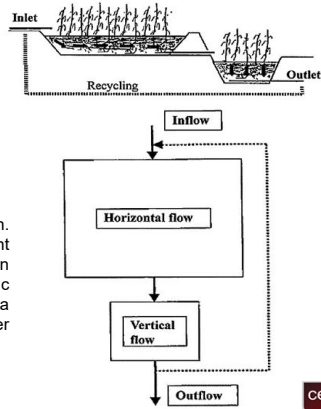 Inlet
Outlet
Recycling
Inflow
Horizontal flow
Vertical
flow
Outflow